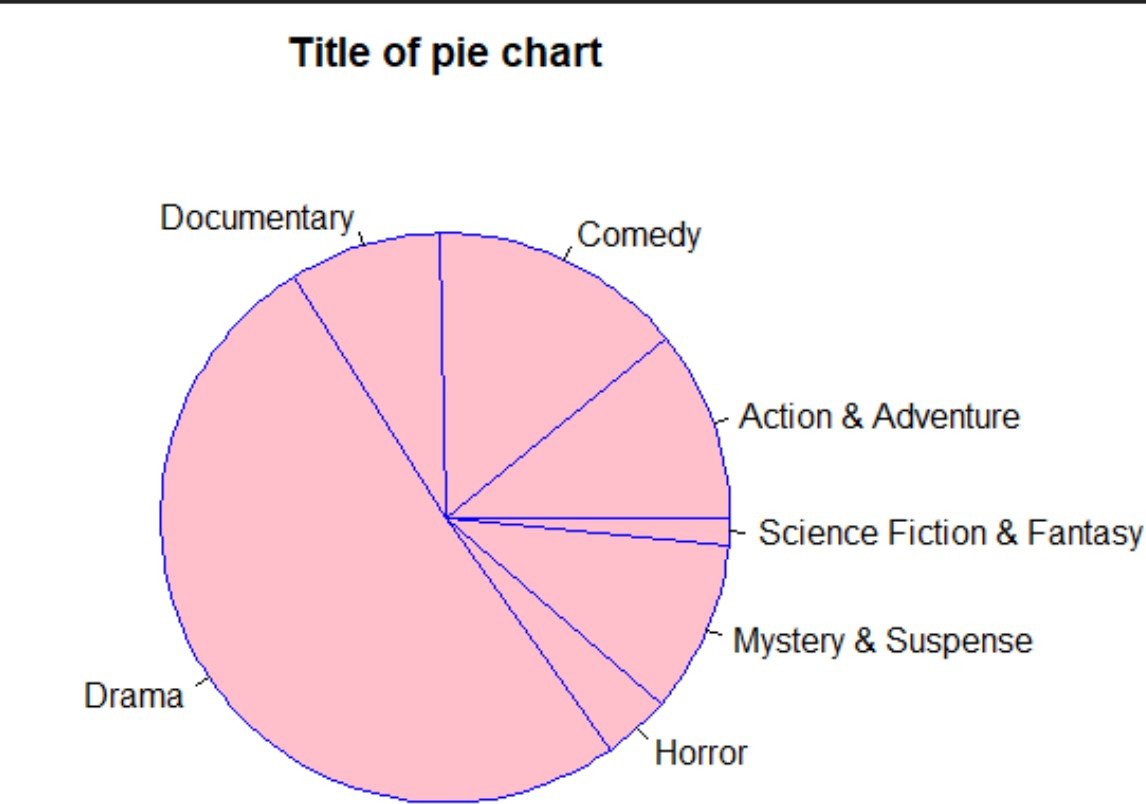 Title of pie chart
Documentary
Comedy
Action & Adventure
Science Fiction & Fantasy
Mystery & Suspense
Drama
Horror